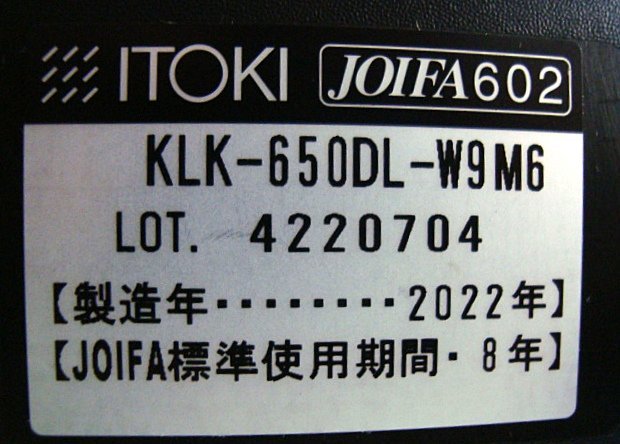 ITOKI JOIFA602
KLK-650DL-W9M6
LOT. 4220704
【製造年・・・・・・・・2022年】
【JOIFA標準使用期間・8年】